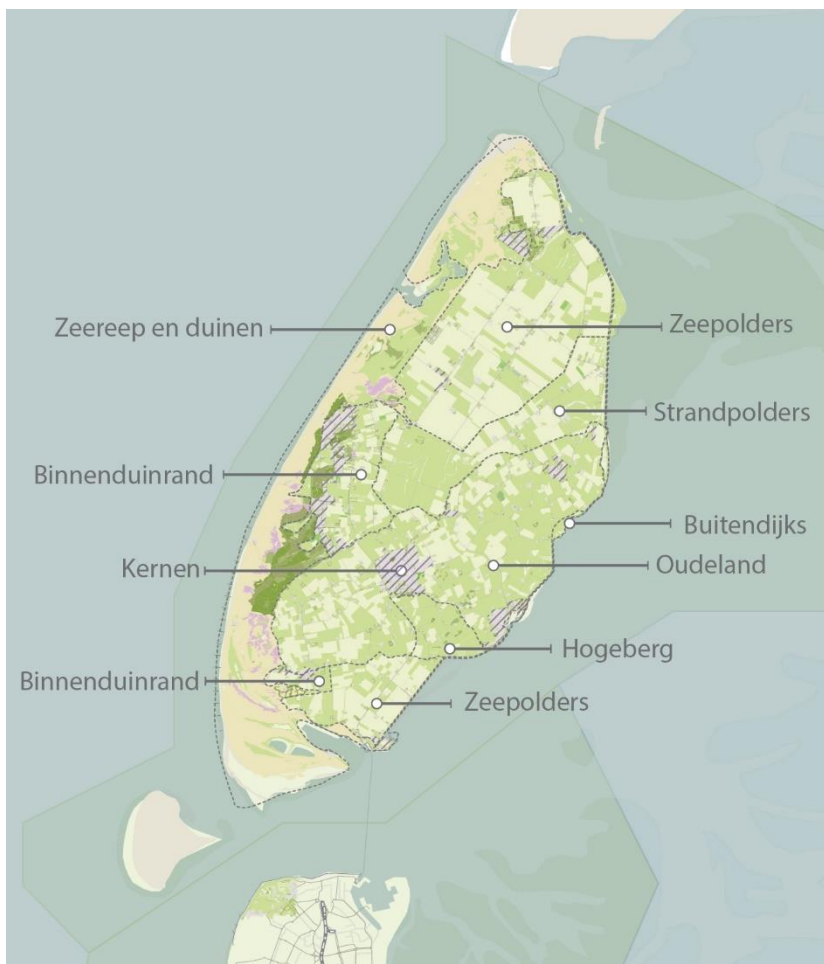 Zeereep en duinen
Zeepolders
Strandpolders
Binnenduinrand
Buitendijks
Kernen
Oudeland
Hogeberg
Binnenduinrand
Zeepolders